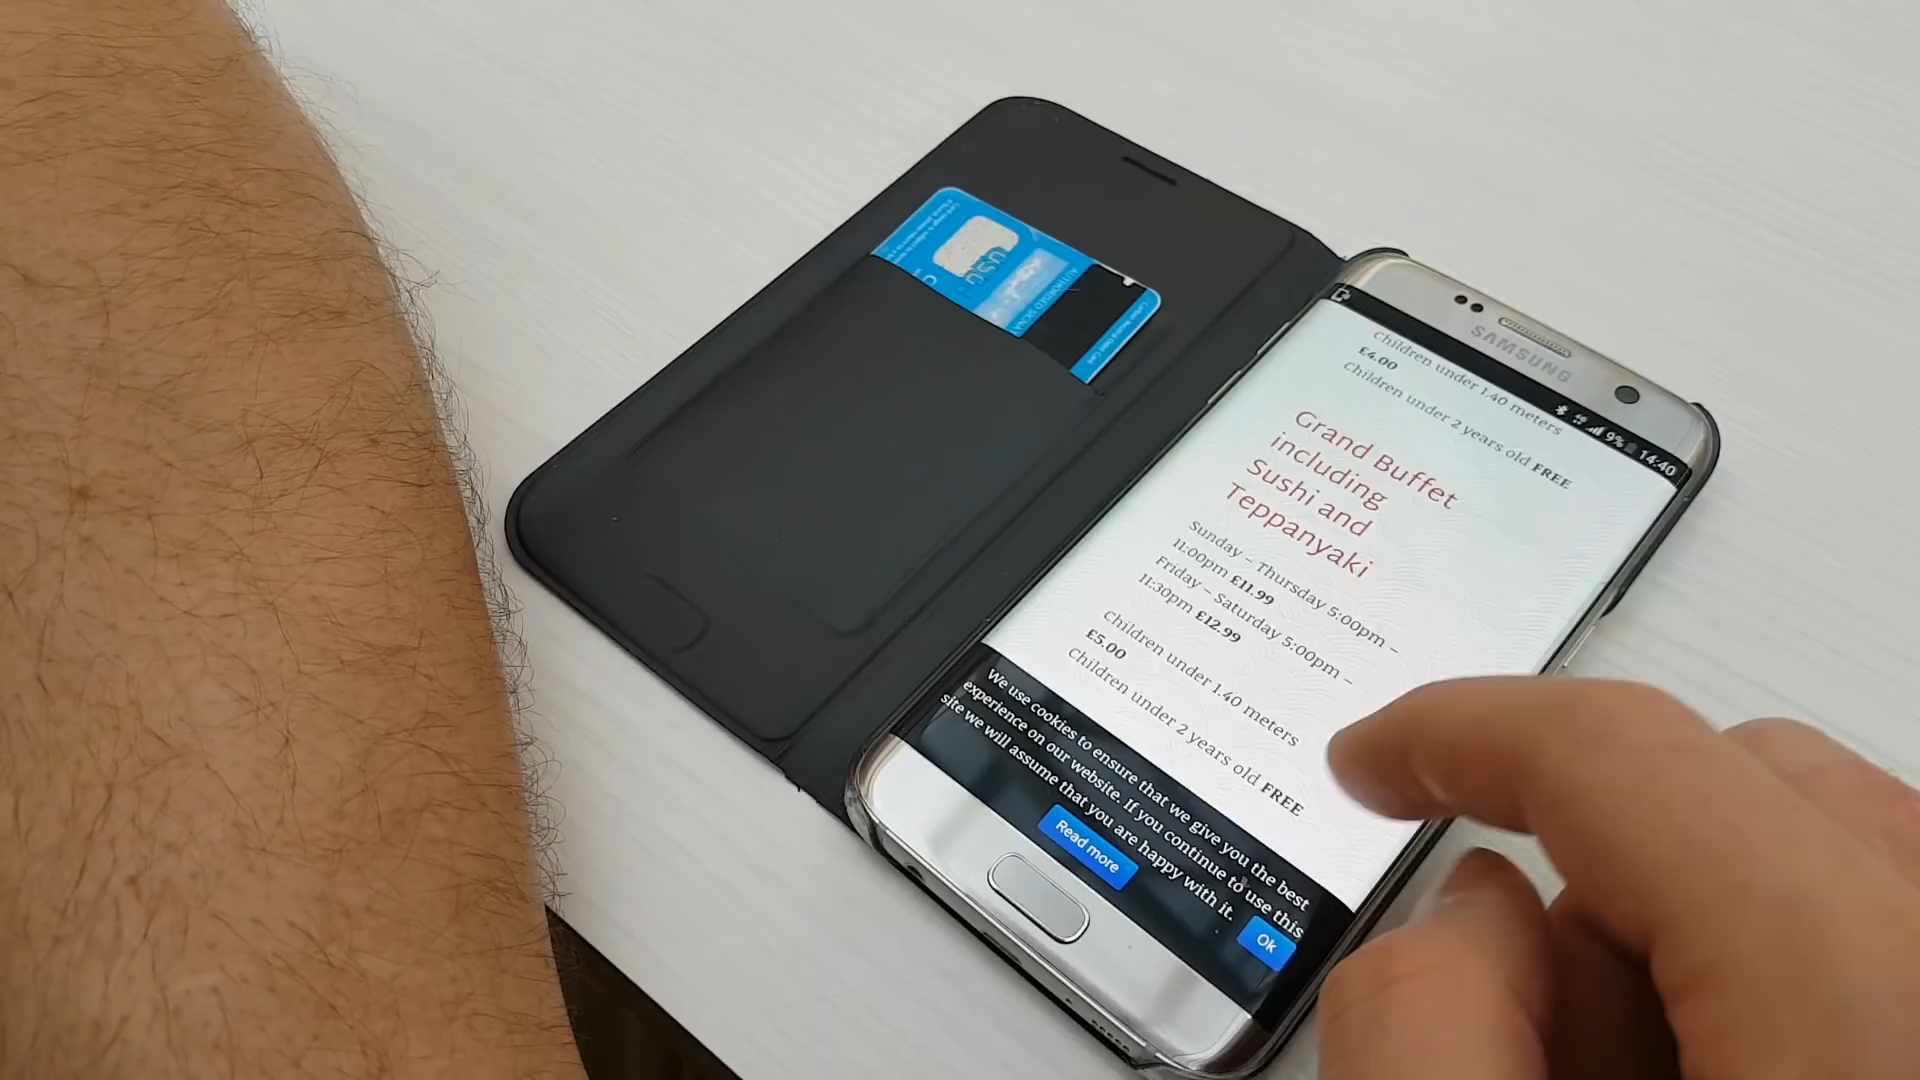 SAMSUNG
9% 14:40
Children under 1.40 meters
£4.00
Children under 2 years old FREE
Grand Buffet
including
Sushi and
Teppanyaki
Sunday – Thursday 5:00pm –
11:00pm £11.99
Friday – Saturday 5:00pm –
11:30pm £12.99
Children under 1.40 meters
£5.00
Children under 2 years old FREE
We use cookies to ensure that we give you the best
experience on our website. If you continue to use this
site we will assume that you are happy with it.
Read more
Ok